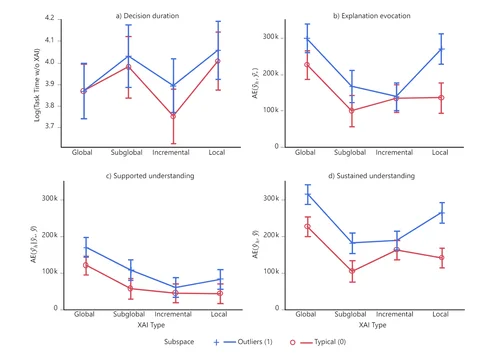 a) Decision duration
Log(Task Time w/o XAI)
4.2
4.1
4.0
3.9
3.8
3.7
Global Subglobal Incremental Local
b) Explanation evocation
300k
200k
100k
0
Global Subglobal Incremental Local
c) Supported understanding
300k
200k
100k
0
Global Subglobal Incremental Local
XAI Type
d) Sustained understanding
300k
200k
100k
0
Global Subglobal Incremental Local
XAI Type
Subspace Outliers (1) Typical (0)